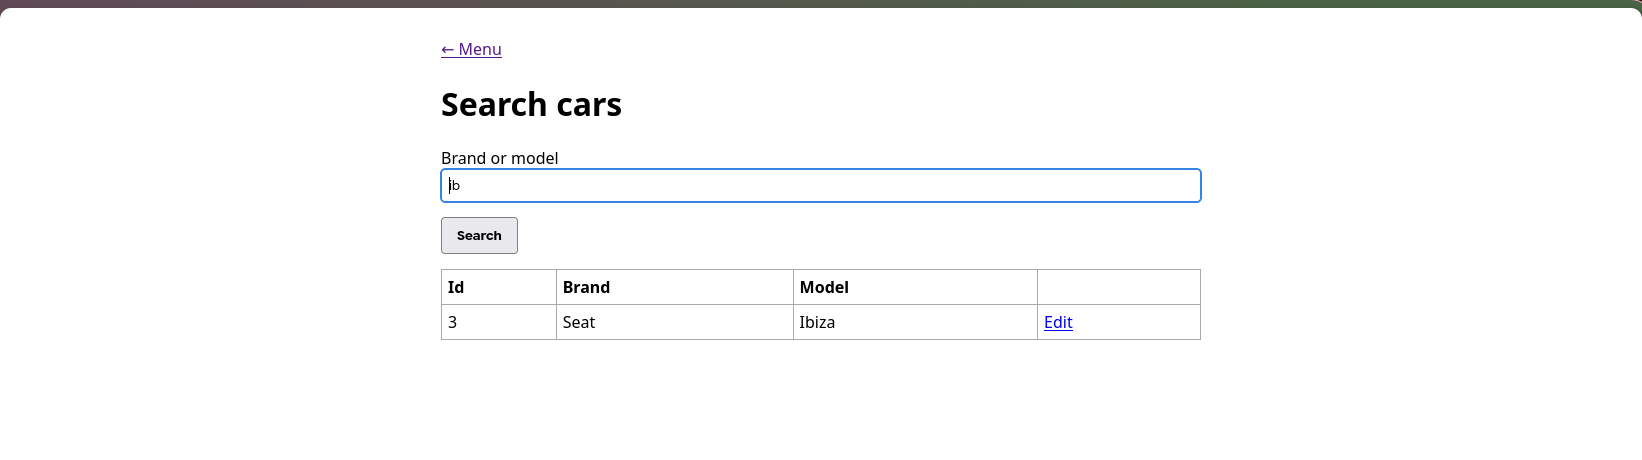 ← Menu
Search cars
Brand or model
ib
Search
Id Brand Model
3 Seat Ibiza Edit